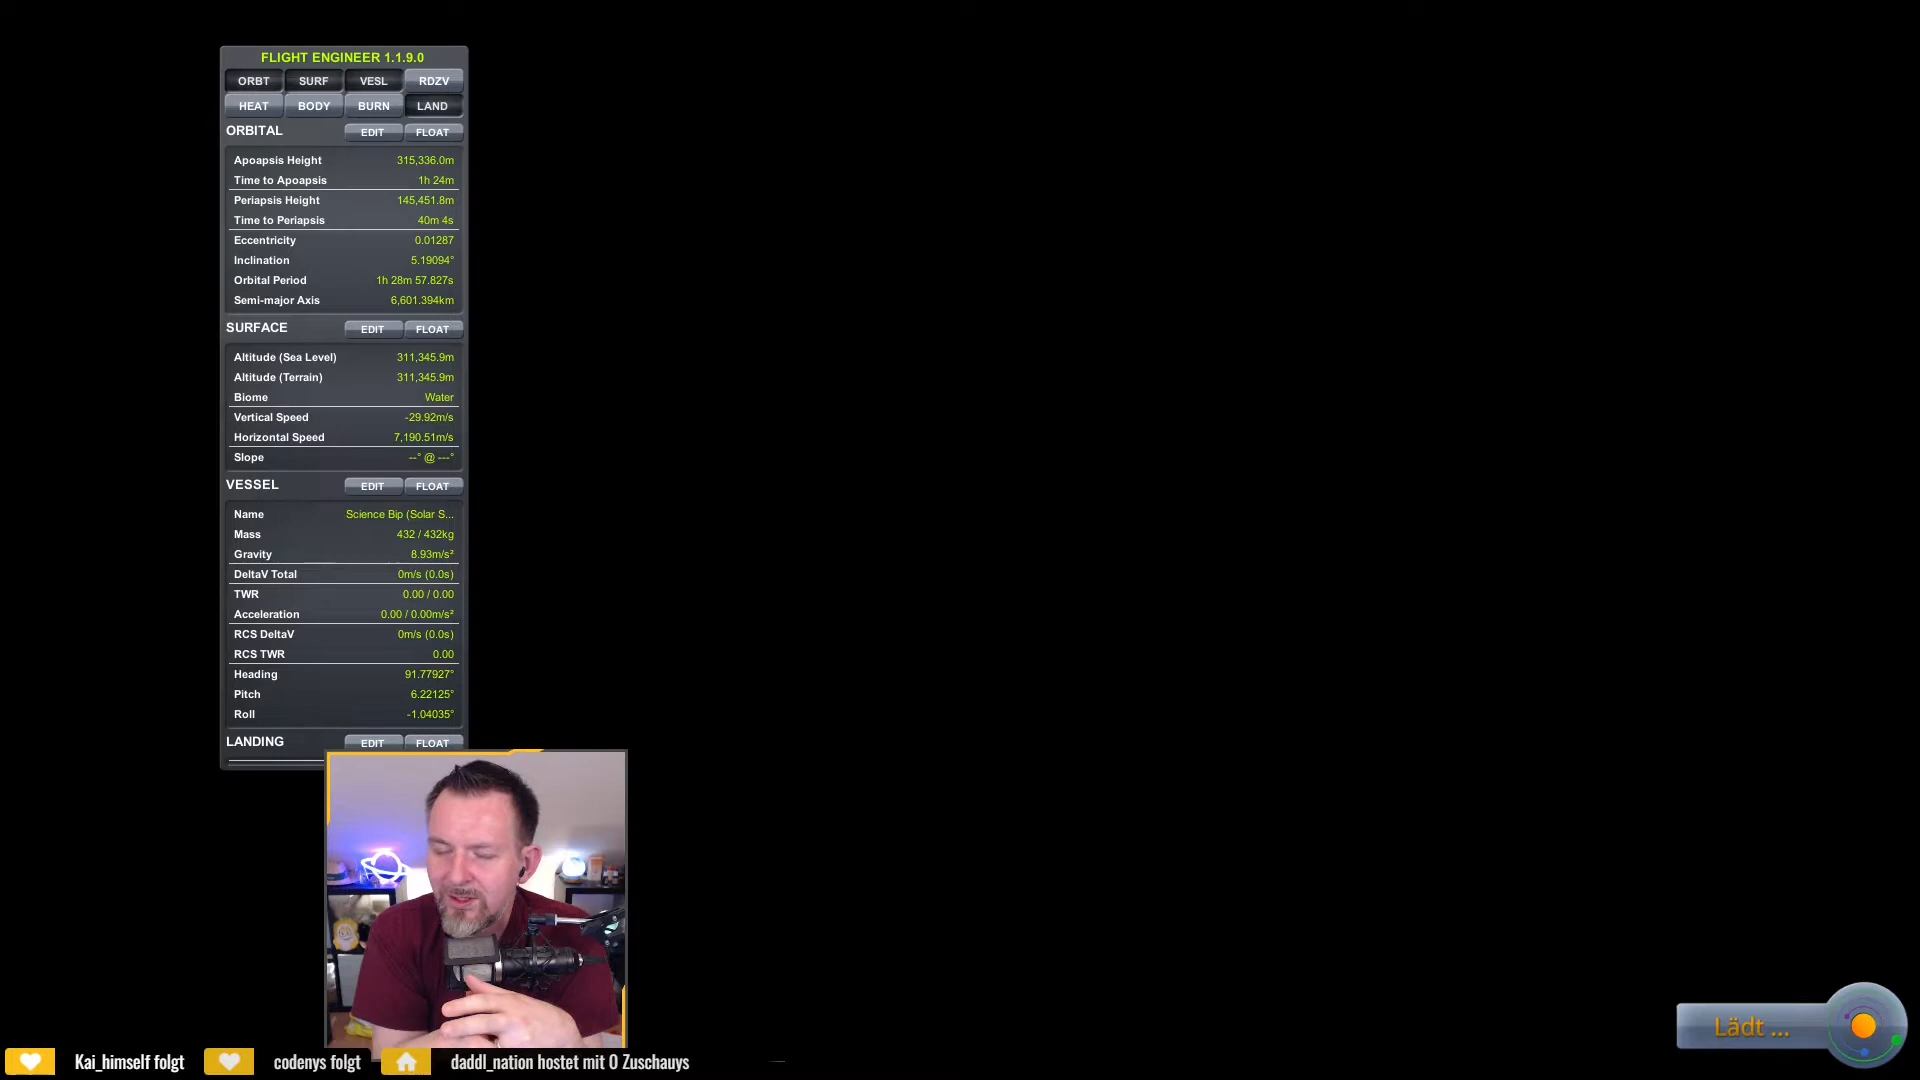 FLIGHT ENGINEER 1.1.9.0
ORBT SURF VESL RDZV
HEAT BODY BURN LAND
ORBITAL EDIT FLOAT
Apoapsis Height 315,336.0m
Time to Apoapsis 1h 24m
Periapsis Height 145,451.8m
Time to Periapsis 40m 4s
Eccentricity 0.01287
Inclination 5.19094°
Orbital Period 1h 28m 57.827s
Semi-major Axis 6,601.394km
SURFACE EDIT FLOAT
Altitude (Sea Level) 311,345.9m
Altitude (Terrain) 311,345.9m
Biome Water
Vertical Speed -29.92m/s
Horizontal Speed 7,190.51m/s
Slope --° @ ---°
VESSEL EDIT FLOAT
Name Science Bip (Solar S...
Mass 432 / 432kg
Gravity 8.93m/s²
DeltaV Total 0m/s (0.0s)
TWR 0.00 / 0.00
Acceleration 0.00 / 0.00m/s²
RCS DeltaV 0m/s (0.0s)
RCS TWR 0.00
Heading 91.77927°
Pitch 6.22125°
Roll -1.04035°
LANDING EDIT FLOAT
Lädt ...
Kai_himself folgt codenys folgt daddl_nation hostet mit 0 Zuschauys